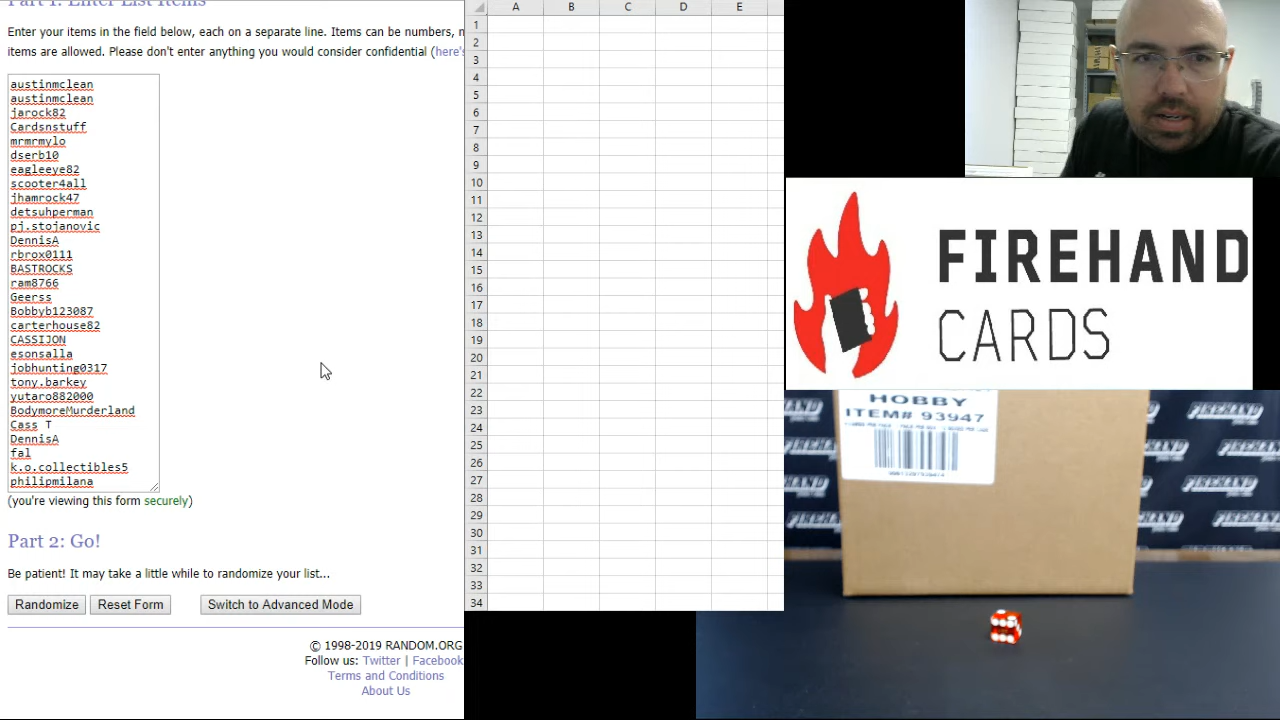 Part 1: Enter List Items
Enter your items in the field below, each on a separate line. Items can be numbers, n
items are allowed. Please don't enter anything you would consider confidential (here's
austinmclean
austinmclean
jarock82
Cardsnstuff
mrmrmylo
dserb10
eagleeye82
scooter4all
jhamrock47
detsuhperman
pj.stojanovic
DennisA
rbrox0111
BASTROCKS
ram8766
Geerss
Bobbyb123087
carterhouse82
CASSIJON
esonsalla
jobhunting0317
tony.barkey
yutaro882000
BodymoreMurderland
Cass T
DennisA
fal
k.o.collectibles5
philipmilana
(you're viewing this form securely)
Part 2: Go!
Be patient! It may take a little while to randomize your list...
Randomize Reset Form Switch to Advanced Mode
© 1998-2019 RANDOM.ORG
Follow us: Twitter | Facebook
Terms and Conditions
About Us
A B C D E
1
2
3
4
5
6
7
8
9
10
11
12
13
14
15
16
17
18
19
20
21
22
23
24
25
26
27
28
29
30
31
32
33
34
FIREHAND
CARDS
HOBBY
ITEM# 93947
FIREHAND